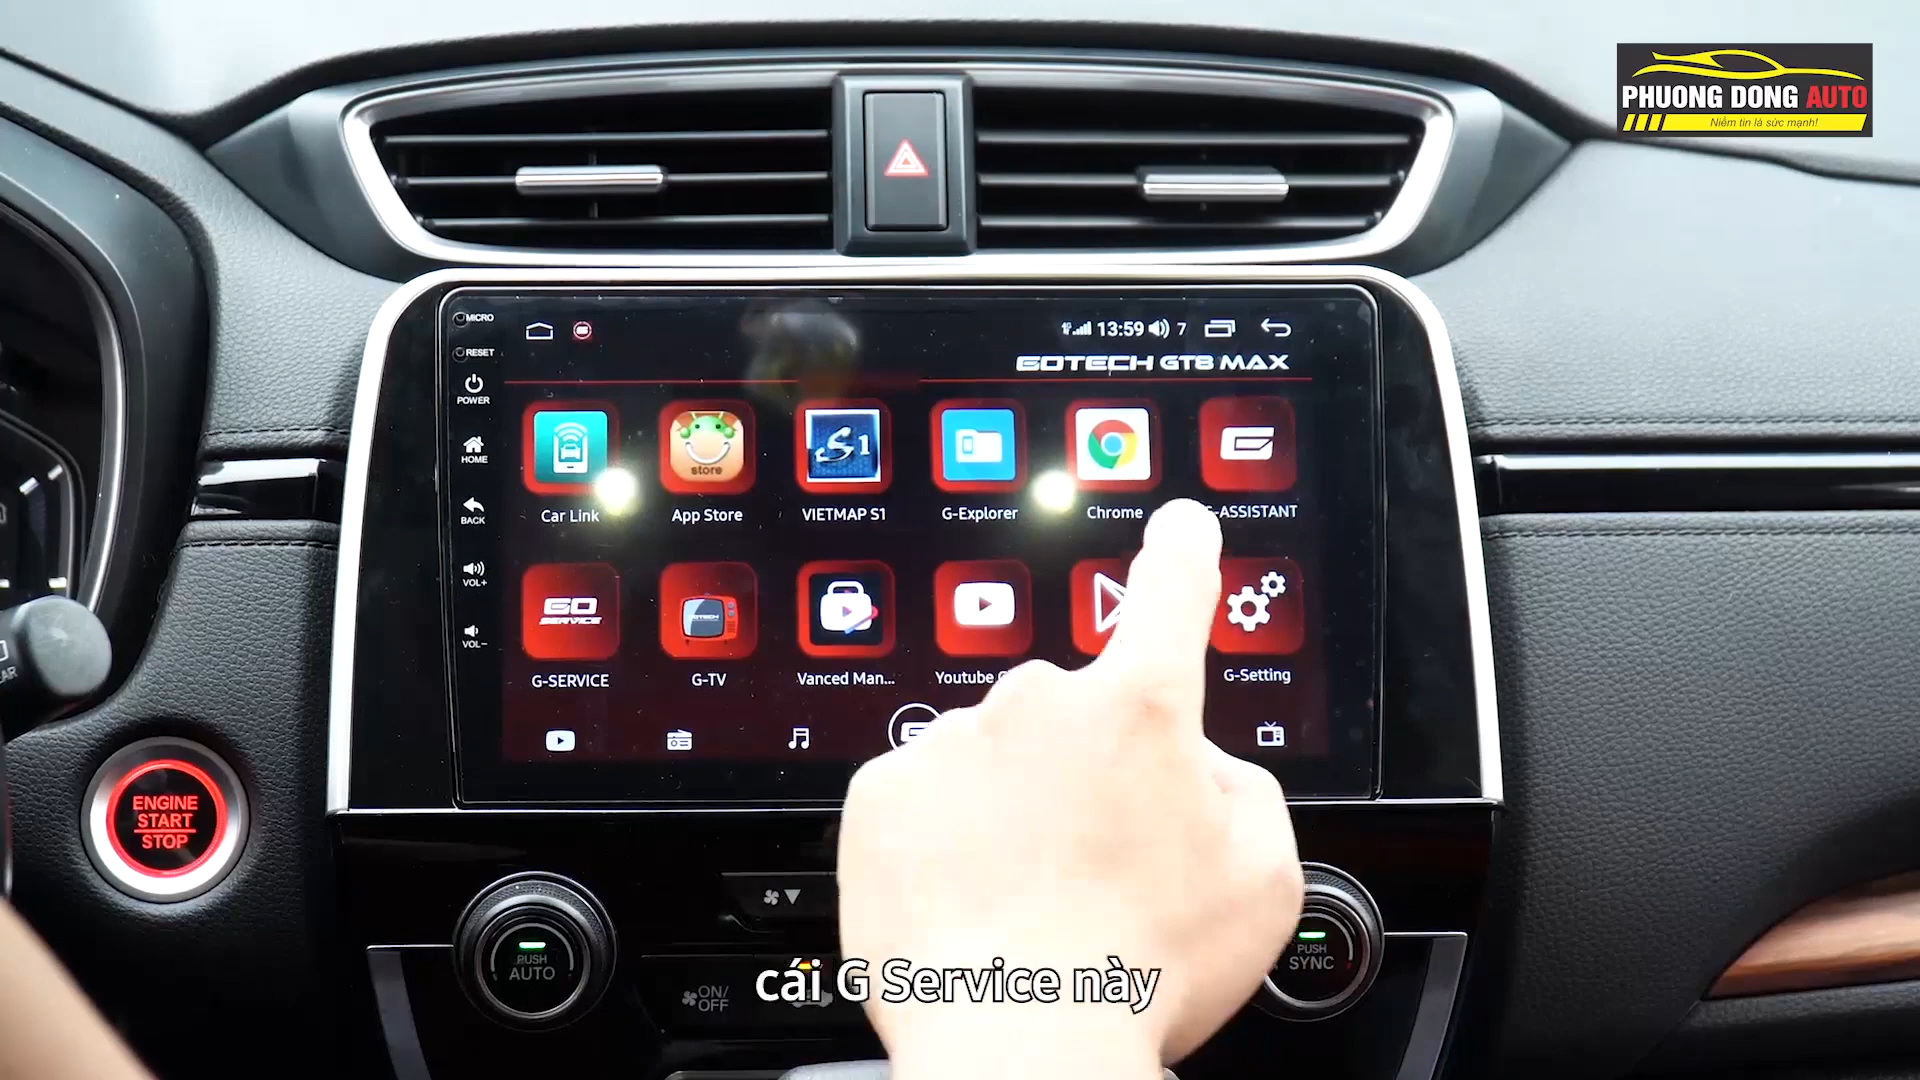 PHUONG DONG AUTO
Niềm tin là sức mạnh!
MICRO
RESET
POWER
HOME
BACK
VOL+
VOL-
13:59 7
GOTECH GT8 MAX
store
S1
Car Link
App Store
VIETMAP S1
G-Explorer
Chrome
G-ASSISTANT
GO
SERVICE
GOTECH
G-SERVICE
G-TV
Vanced Man...
Youtube
G-Setting
ENGINE
START
STOP
PUSH
AUTO
ON/
OFF
PUSH
SYNC
cái G Service này